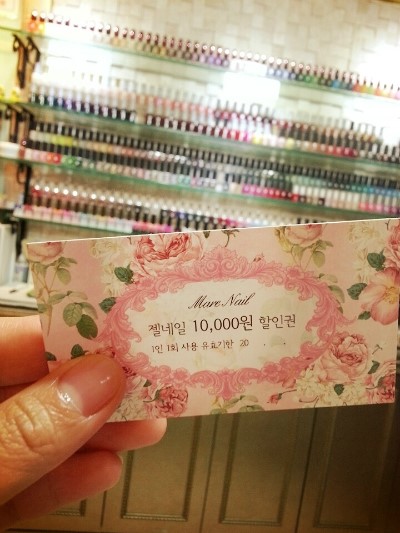 Mare Nail
젤네일 10,000원 할인권
1인 1회 사용 유효기한 20   .   .